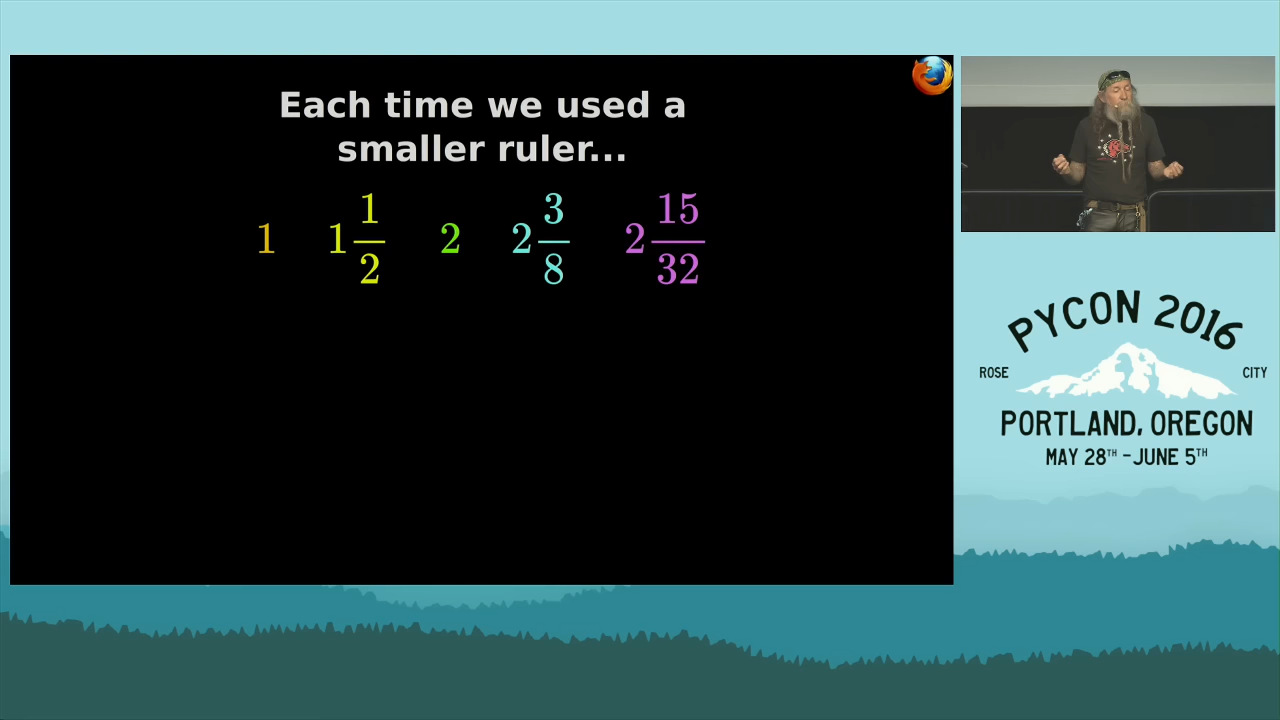 Each time we used a
smaller ruler...
1 1 1/2 2 2 3/8 2 15/32
PYCON 2016
ROSE CITY
PORTLAND, OREGON
MAY 28TH - JUNE 5TH